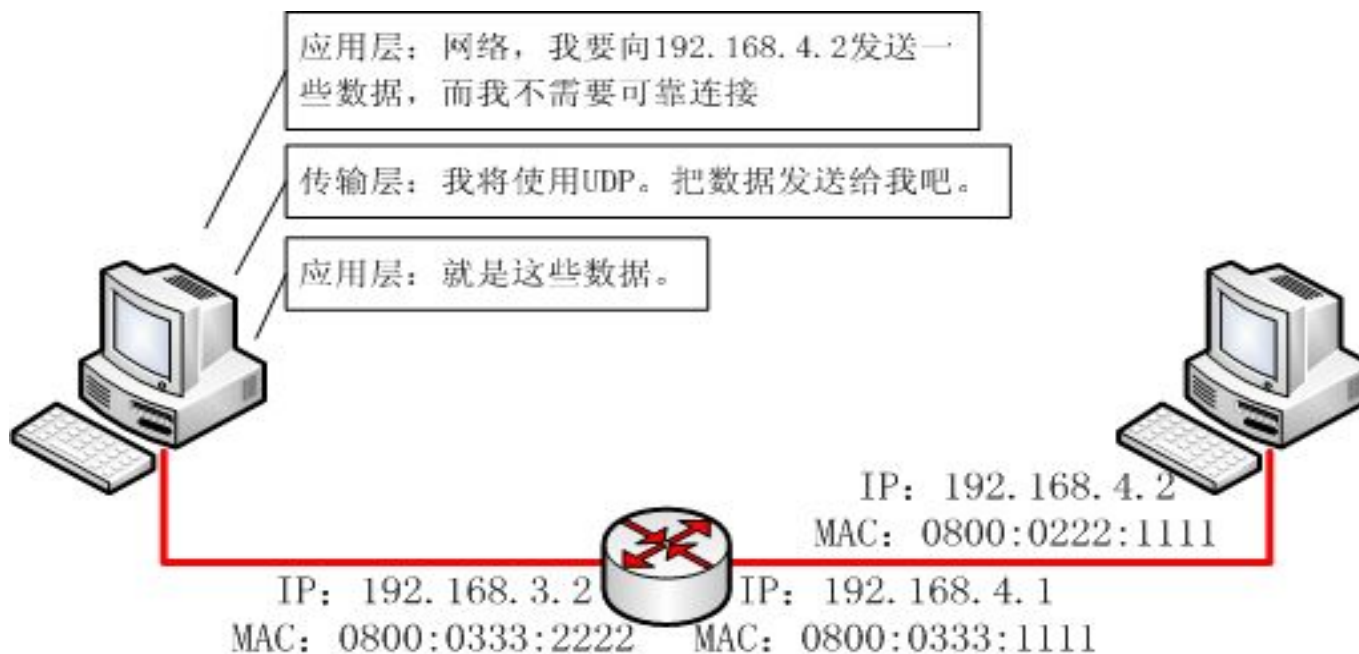 应用层：网络，我要向192.168.4.2发送一
些数据，而我不需要可靠连接
传输层：我将使用UDP。把数据发送给我吧。
应用层：就是这些数据。
IP：192.168.4.2
MAC：0800:0222:1111
IP：192.168.3.2
MAC：0800:0333:2222
IP：192.168.4.1
MAC：0800:0333:1111